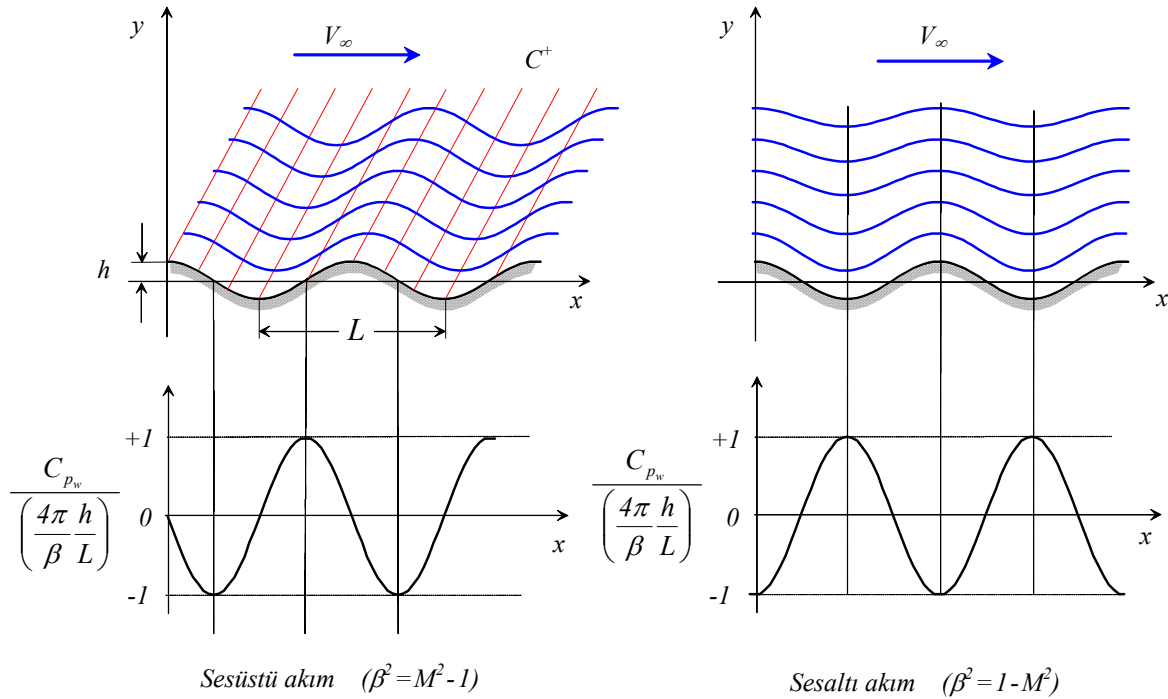 y
V∞
C⁺
h
x
L
+1
0
-1
x
C_{p_w}
(4π/β h/L)
Sesüstü akım (β² = M² - 1)
y
V∞
x
+1
0
-1
x
C_{p_w}
(4π/β h/L)
Sesaltı akım (β² = 1 - M²)